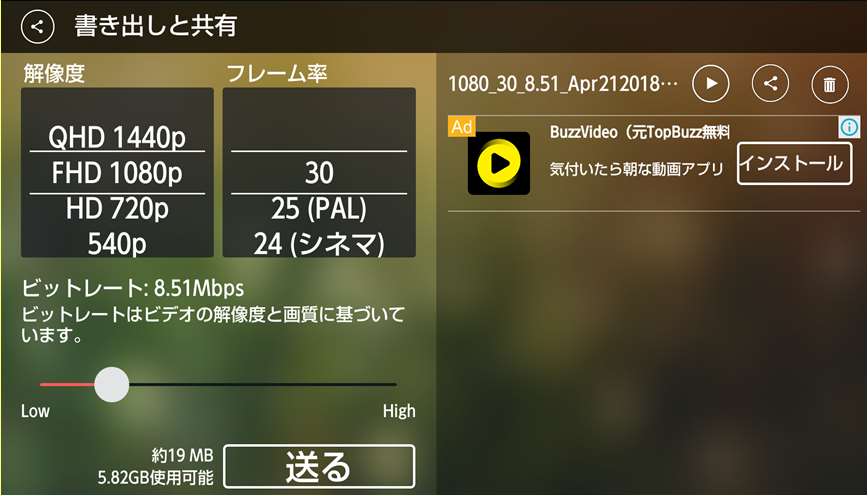 書き出しと共有
解像度
フレーム率
QHD 1440p
FHD 1080p
HD 720p
540p
30
25 (PAL)
24 (シネマ)
ビットレート: 8.51Mbps
ビットレートはビデオの解像度と画質に基づいて
います。
Low
High
約19 MB
5.82GB使用可能
送る
1080_30_8.51_Apr212018…
Ad
BuzzVideo（元TopBuzz無料
気付いたら朝な動画アプリ
インストール